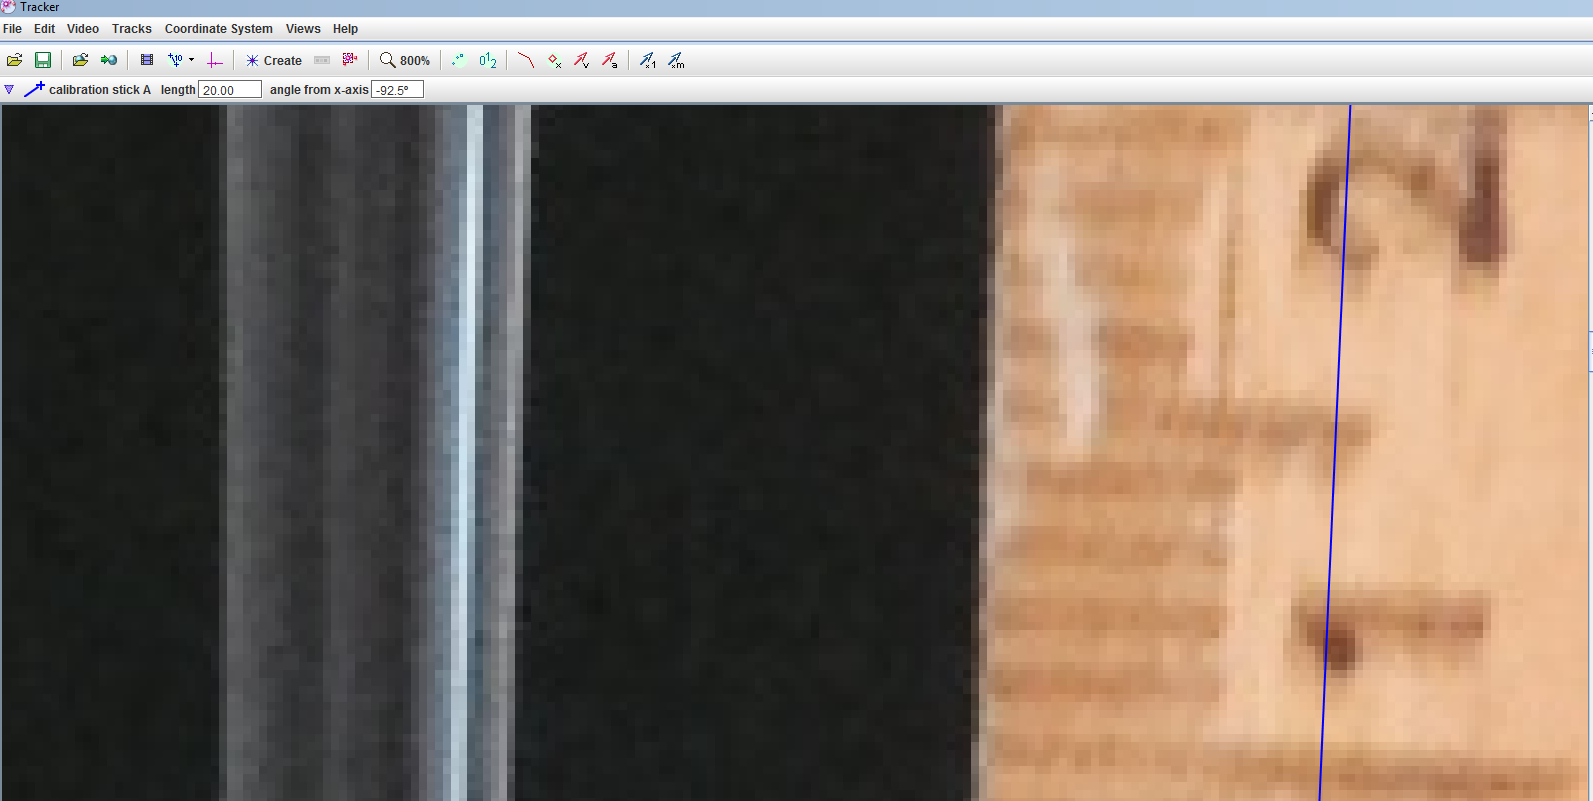 Tracker
File Edit Video Tracks Coordinate System Views Help
Create 800%
calibration stick A length 20.00 angle from x-axis -92.5°